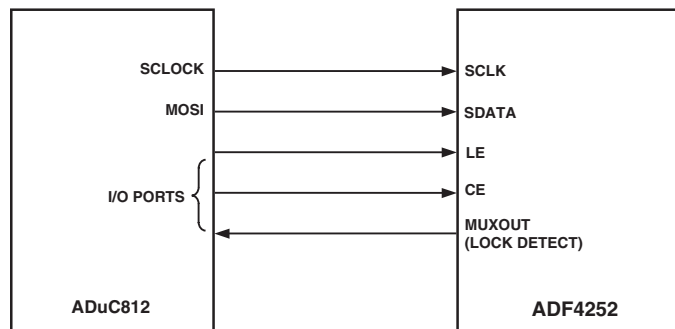 SCLOCK
SCLK
MOSI
SDATA
LE
I/O PORTS
CE
MUXOUT
(LOCK DETECT)
ADuC812
ADF4252